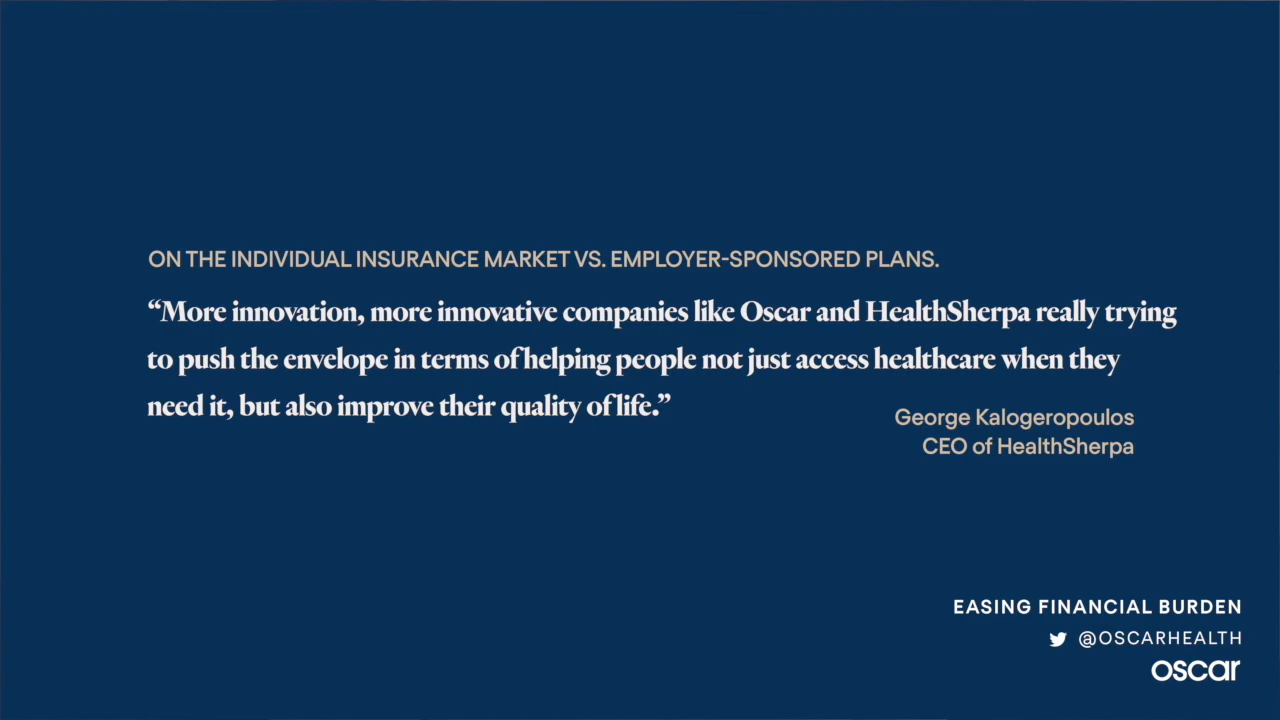 ON THE INDIVIDUAL INSURANCE MARKET VS. EMPLOYER-SPONSORED PLANS.
“More innovation, more innovative companies like Oscar and HealthSherpa really trying
to push the envelope in terms of helping people not just access healthcare when they
need it, but also improve their quality of life.”
George Kalogeropoulos
CEO of HealthSherpa
EASING FINANCIAL BURDEN
@OSCARHEALTH
oscar